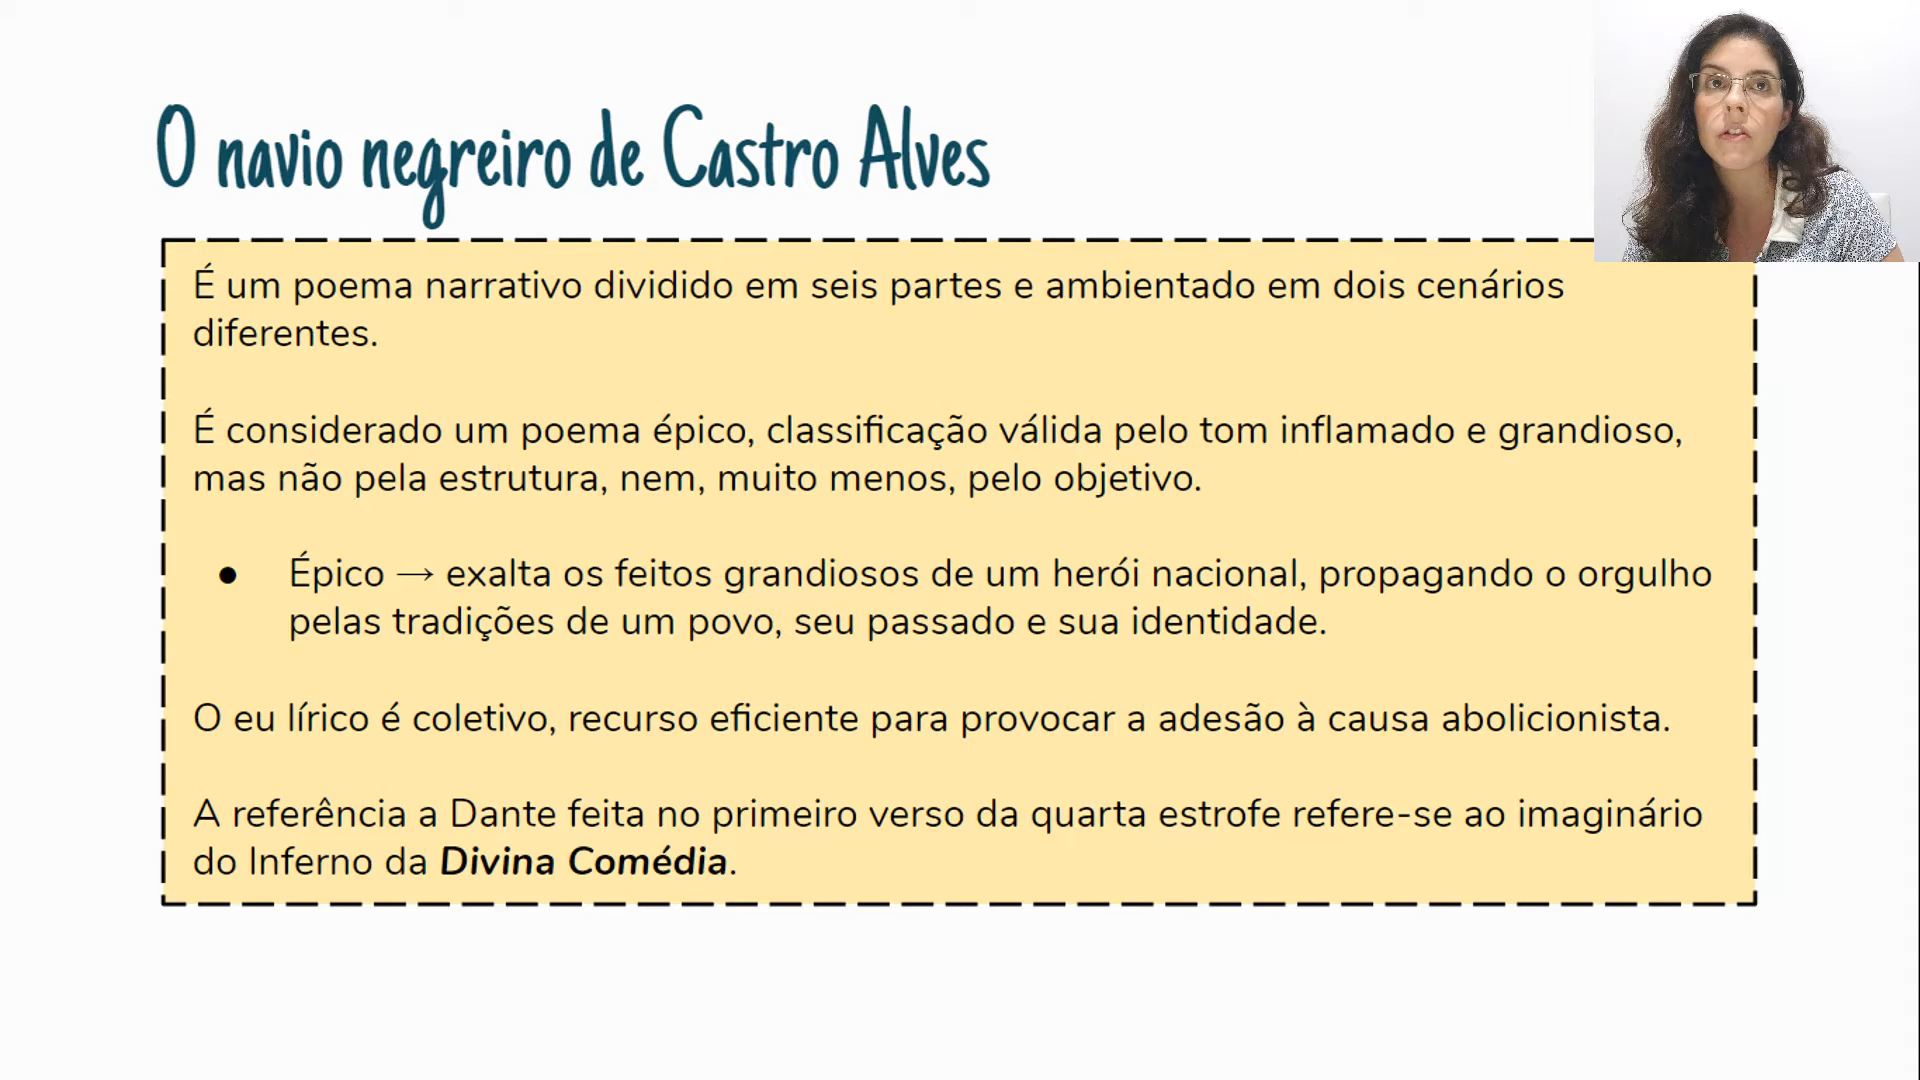 O navio negreiro de Castro Alves
É um poema narrativo dividido em seis partes e ambientado em dois cenários
diferentes.
É considerado um poema épico, classificação válida pelo tom inflamado e grandioso,
mas não pela estrutura, nem, muito menos, pelo objetivo.
● Épico → exalta os feitos grandiosos de um herói nacional, propagando o orgulho
pelas tradições de um povo, seu passado e sua identidade.
O eu lírico é coletivo, recurso eficiente para provocar a adesão à causa abolicionista.
A referência a Dante feita no primeiro verso da quarta estrofe refere-se ao imaginário
do Inferno da Divina Comédia.